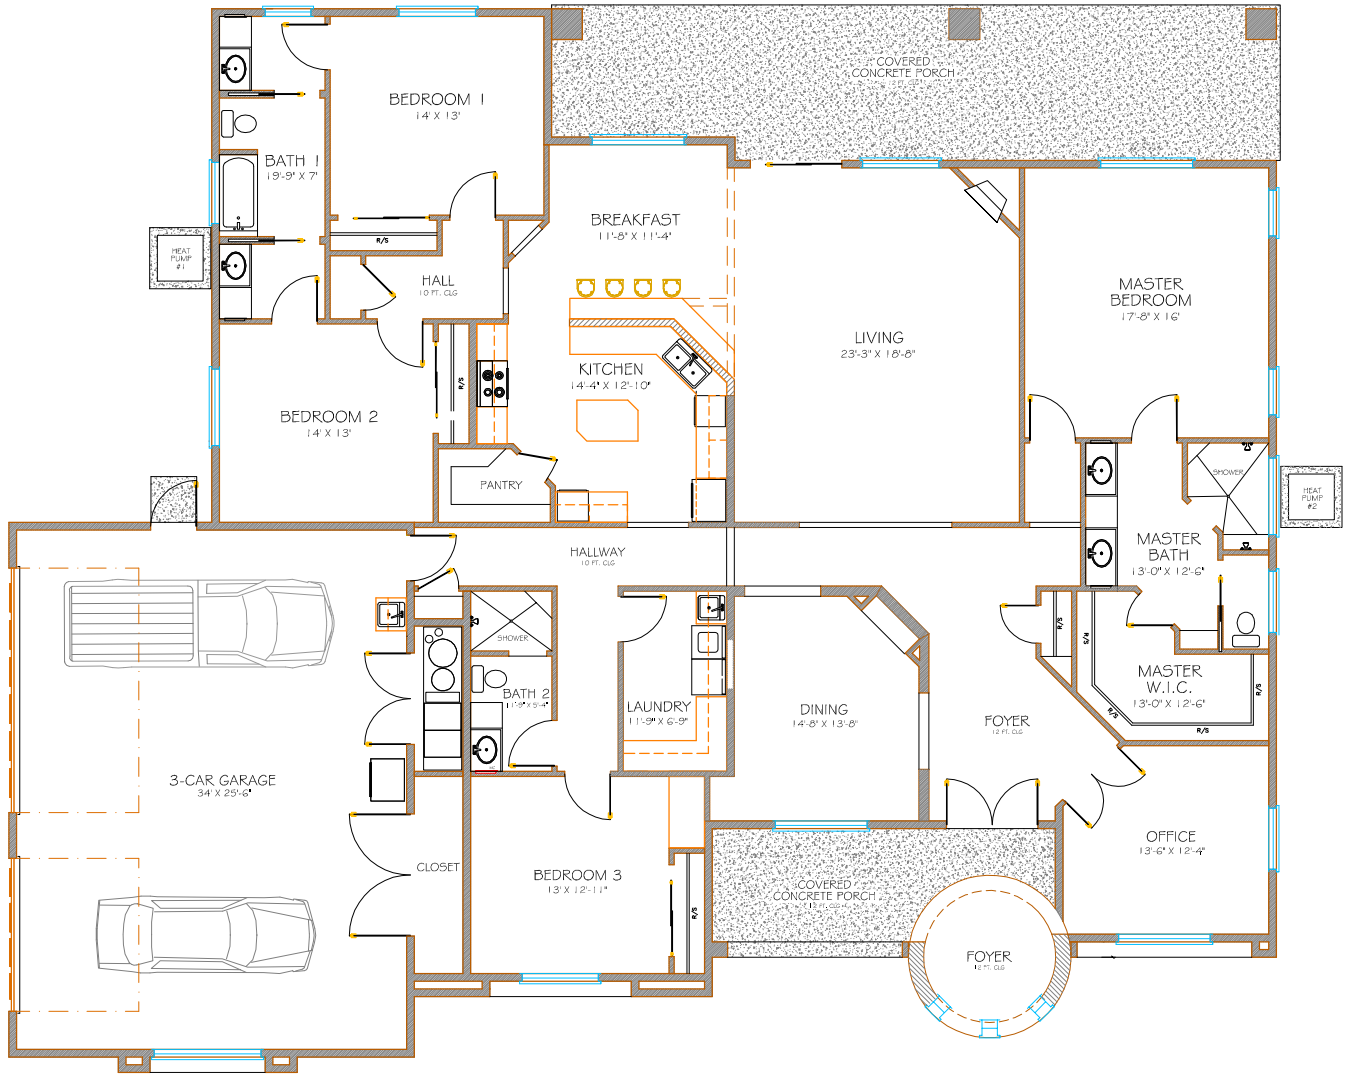 COVERED
CONCRETE PORCH
12 FT. CLG
BEDROOM 1
14' X 13'
BATH 1
19'-9" X 7'
BREAKFAST
11'-8" X 11'-4"
R/S
HEAT
PUMP
#1
HALL
10 FT. CLG
MASTER
BEDROOM
17'-8" X 16'
LIVING
23'-3" X 18'-8"
KITCHEN
14'-4" X 12'-10"
R/S
BEDROOM 2
14' X 13'
PANTRY
SHOWER
HEAT
PUMP
#2
HALLWAY
10 FT. CLG
MASTER
BATH
13'-0" X 12'-6"
R/S
R/S
SHOWER
MASTER
W.I.C.
13'-0" X 12'-6"
R/S
R/S
R/S
BATH 2
11'-9" X 5'-4"
LAUNDRY
11'-9" X 6'-9"
DINING
14'-8" X 13'-8"
FOYER
12 FT. CLG
3-CAR GARAGE
34' X 25'-6"
OFFICE
13'-6" X 12'-4"
CLOSET
BEDROOM 3
13' X 12'-11"
R/S
COVERED
CONCRETE PORCH
12 FT. CLG
FOYER
12 FT. CLG